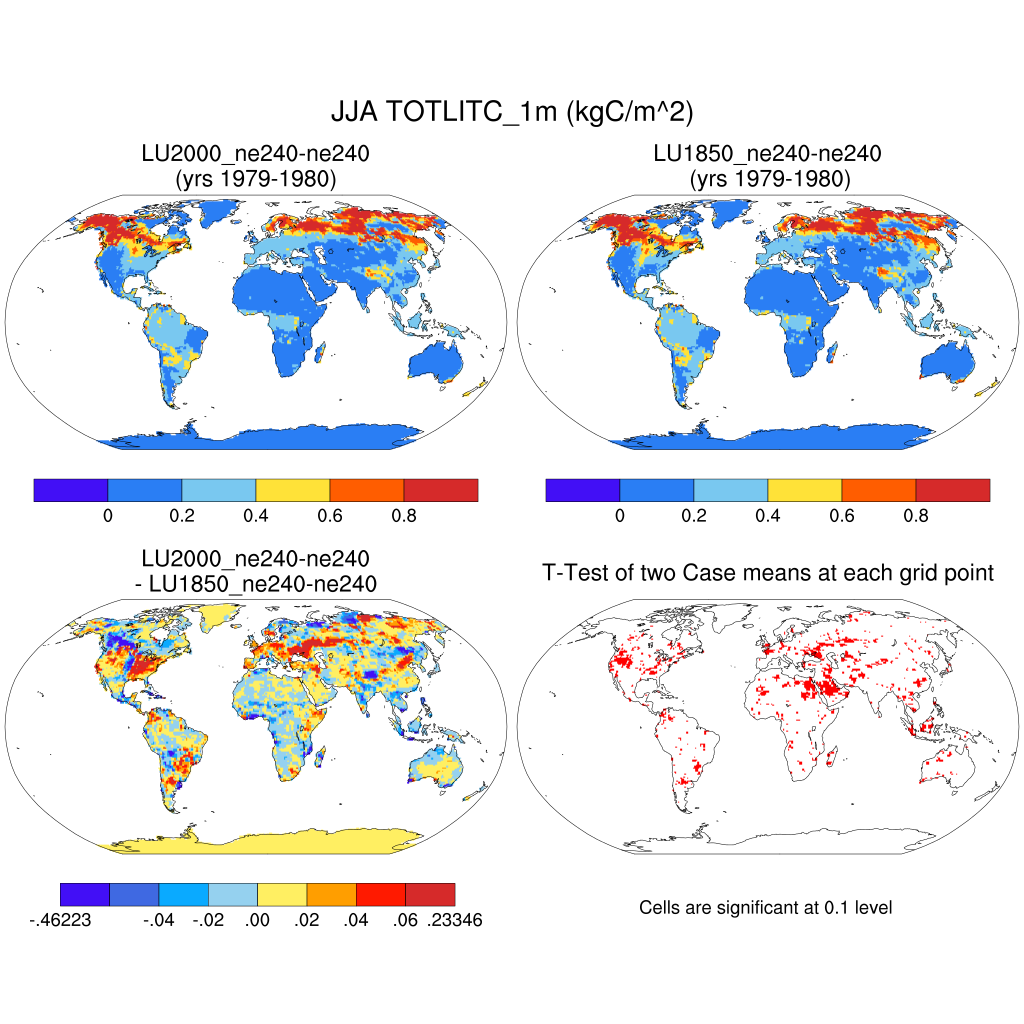 JJA TOTLITC_1m (kgC/m^2)
LU2000_ne240-ne240
(yrs 1979-1980)
LU1850_ne240-ne240
(yrs 1979-1980)
0 0.2 0.4 0.6 0.8
0 0.2 0.4 0.6 0.8
LU2000_ne240-ne240
- LU1850_ne240-ne240
T-Test of two Case means at each grid point
-.46223 -.04 -.02 .00 .02 .04 .06 .23346
Cells are significant at 0.1 level